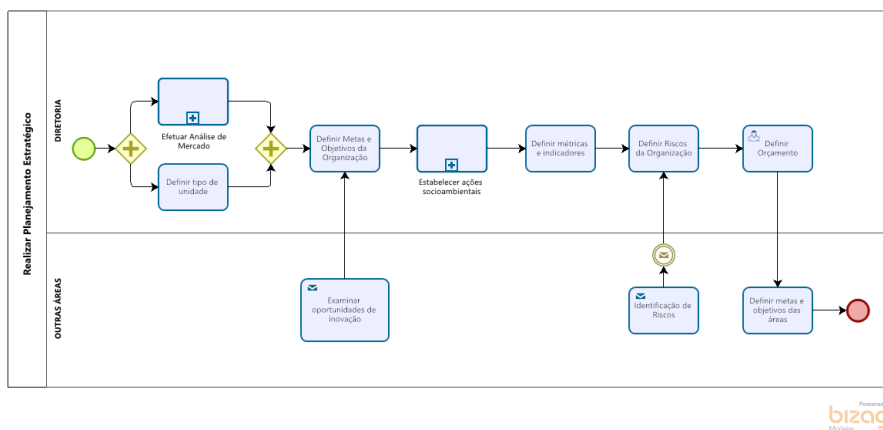 Realizar Planejamento Estratégico
DIRETORIA
Efetuar Análise de
Mercado
Definir tipo de
unidade
Definir Metas e
Objetivos da
Organização
Estabelecer ações
socioambientais
Definir métricas
e indicadores
Definir Riscos
da Organização
Definir
Orçamento
OUTRAS ÁREAS
Examinar
oportunidades de
inovação
Identificação de
Riscos
Definir metas e
objetivos das
áreas
Powered
bizag
Modeler